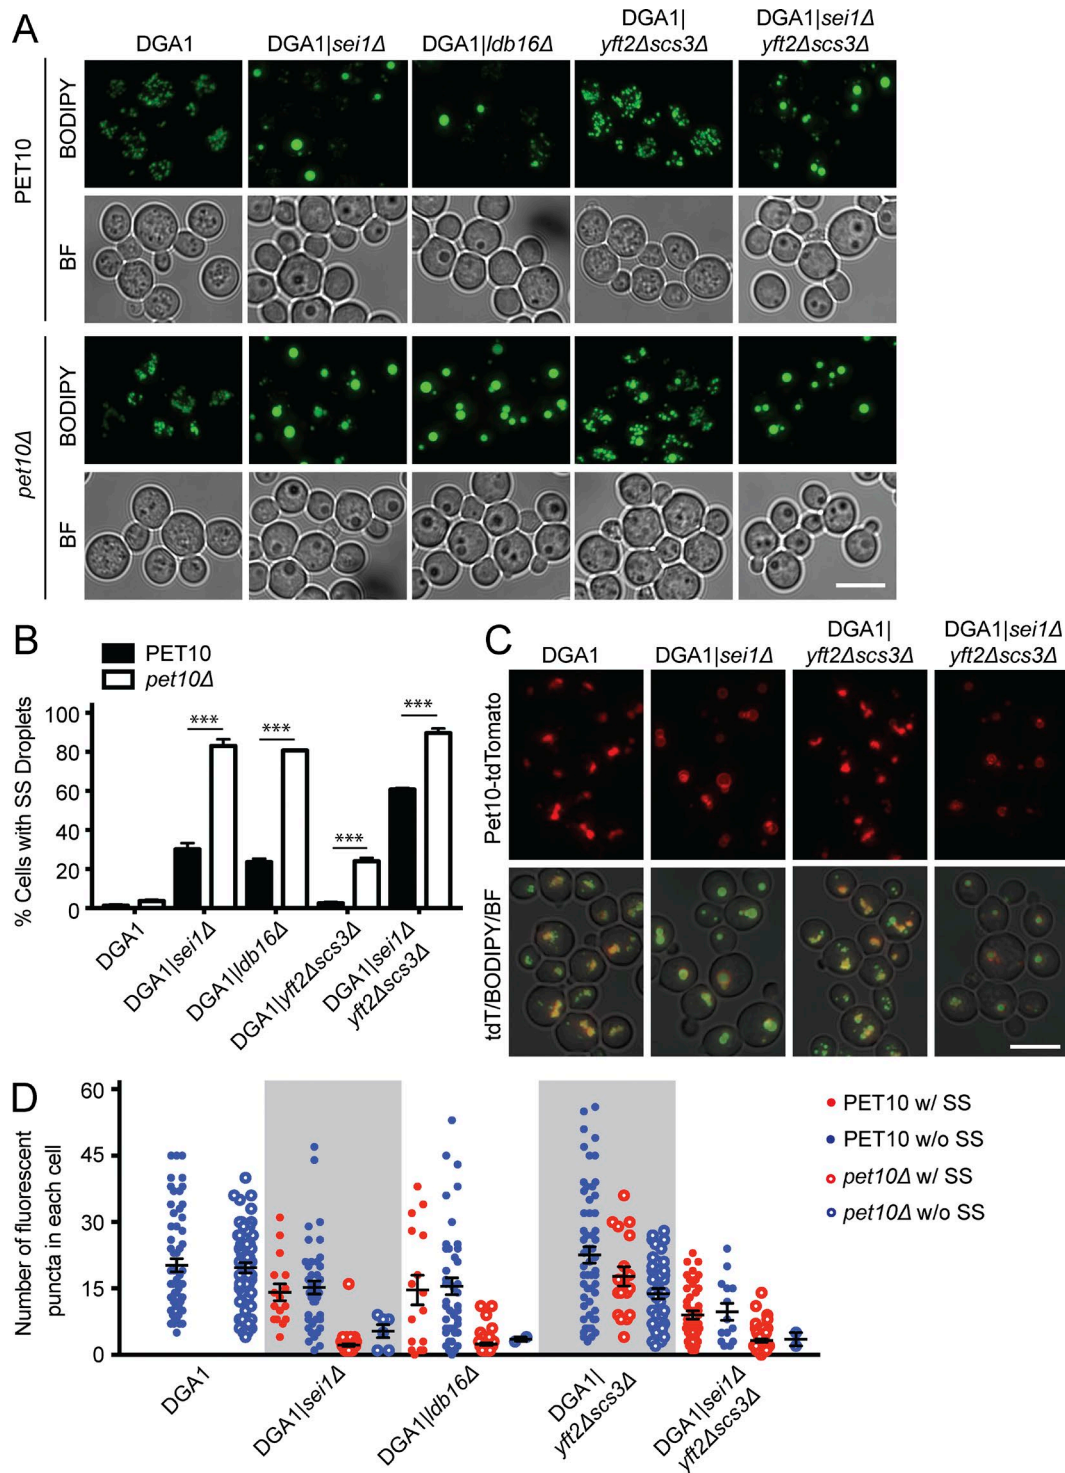 A
DGA1
DGA1|sei1Δ
DGA1|ldb16Δ
DGA1|
yft2Δscs3Δ
DGA1|sei1Δ
yft2Δscs3Δ
PET10
BODIPY
BF
pet10Δ
BODIPY
BF
B
PET10
pet10Δ
% Cells with SS Droplets
100
80
60
40
20
0
***
***
***
***
DGA1
DGA1|sei1Δ
DGA1|ldb16Δ
DGA1|yft2Δscs3Δ
DGA1|sei1Δ
yft2Δscs3Δ
C
DGA1
DGA1|sei1Δ
DGA1|
yft2Δscs3Δ
DGA1|sei1Δ
yft2Δscs3Δ
Pet10-tdTomato
tdT/BODIPY/BF
D
Number of fluorescent
puncta in each cell
60
45
30
15
0
DGA1
DGA1|sei1Δ
DGA1|ldb16Δ
DGA1|
yft2Δscs3Δ
DGA1|sei1Δ
yft2Δscs3Δ
PET10 w/ SS
PET10 w/o SS
pet10Δ w/ SS
pet10Δ w/o SS